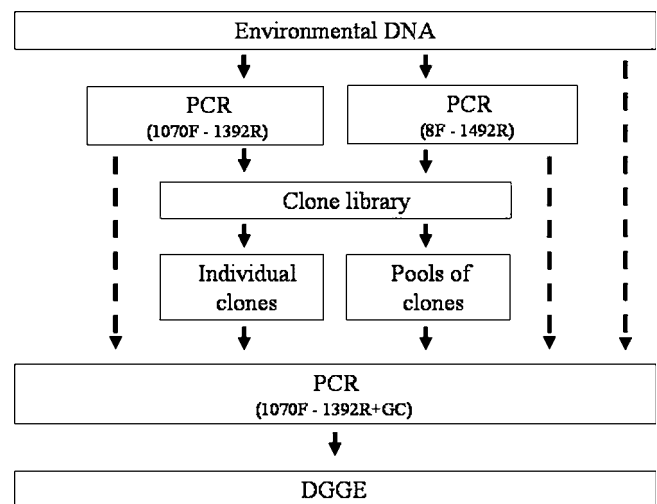 Environmental DNA
PCR
(1070F - 1392R)
PCR
(8F - 1492R)
Clone library
Individual
clones
Pools of
clones
PCR
(1070F - 1392R+GC)
DGGE